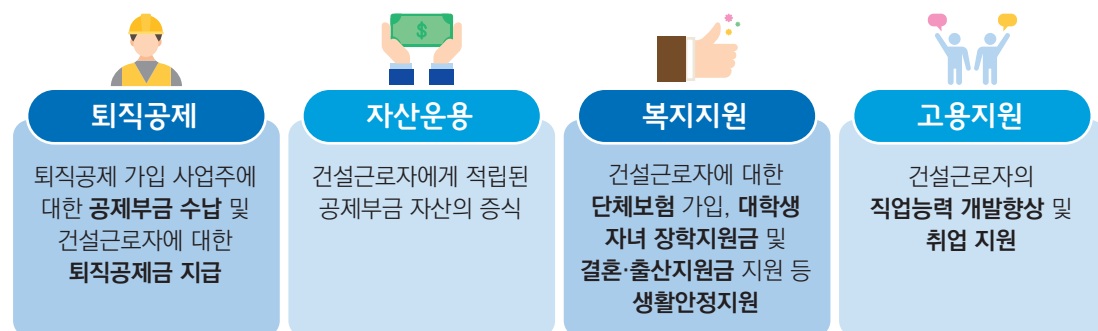 $
퇴직공제
퇴직공제 가입 사업주에
대한 공제부금 수납 및
건설근로자에 대한
퇴직공제금 지급
자산운용
건설근로자에게 적립된
공제부금 자산의 증식
복지지원
건설근로자에 대한
단체보험 가입, 대학생
자녀 장학지원금 및
결혼·출산지원금 지원 등
생활안정지원
고용지원
건설근로자의
직업능력 개발향상 및
취업 지원